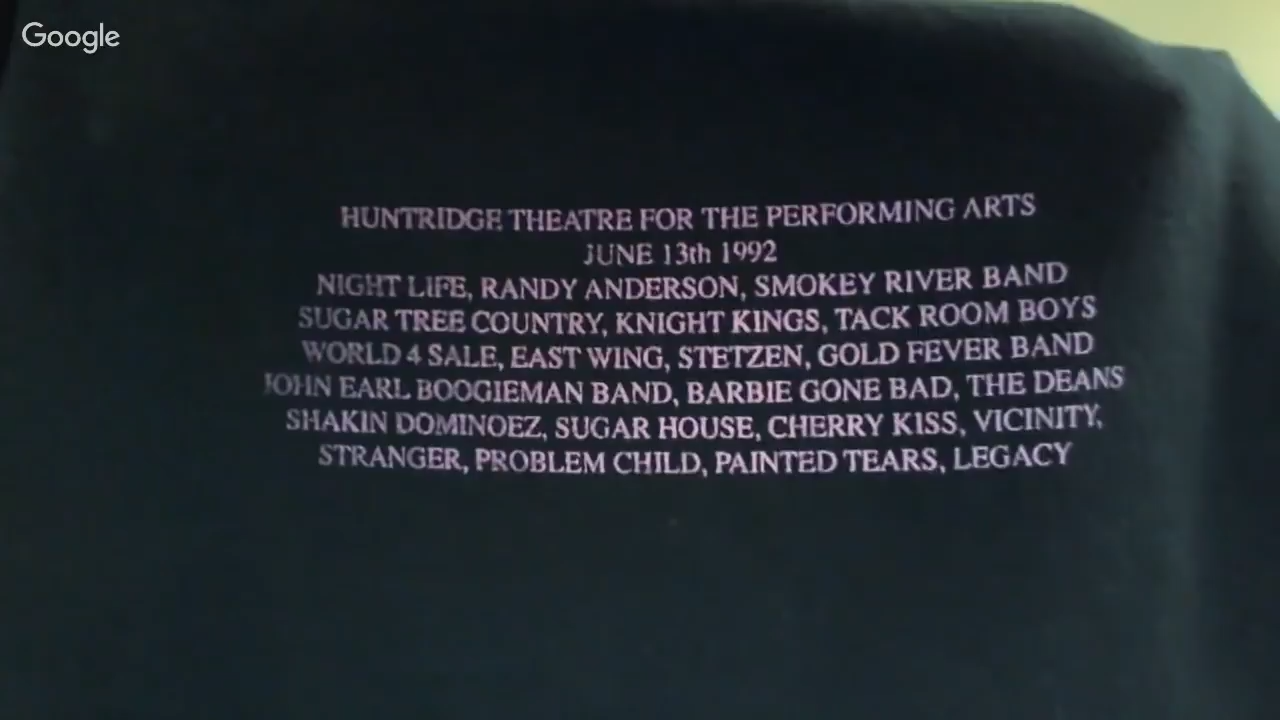 Google
HUNTRIDGE THEATRE FOR THE PERFORMING ARTS
JUNE 13th 1992
NIGHT LIFE, RANDY ANDERSON, SMOKEY RIVER BAND
SUGAR TREE COUNTRY, KNIGHT KINGS, TACK ROOM BOYS
WORLD 4 SALE, EAST WING, STETZEN, GOLD FEVER BAND
JOHN EARL BOOGIEMAN BAND, BARBIE GONE BAD, THE DEANS
SHAKIN DOMINOEZ, SUGAR HOUSE, CHERRY KISS, VICINITY,
STRANGER, PROBLEM CHILD, PAINTED TEARS, LEGACY